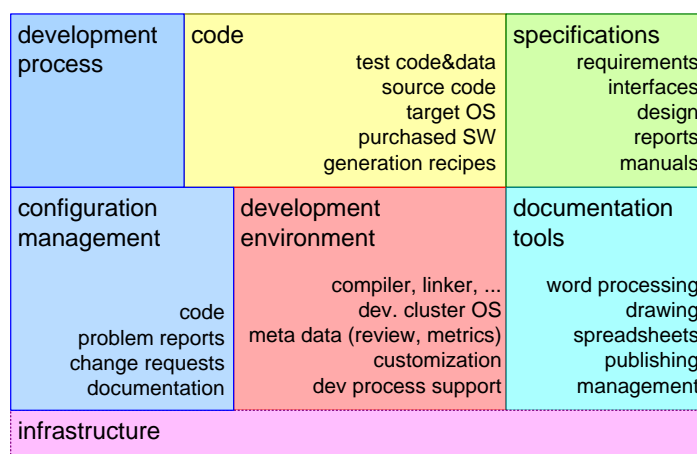 development
process
code
test code&data
source code
target OS
purchased SW
generation recipes
specifications
requirements
interfaces
design
reports
manuals
configuration
management
code
problem reports
change requests
documentation
development
environment
compiler, linker, ...
dev. cluster OS
meta data (review, metrics)
customization
dev process support
documentation
tools
word processing
drawing
spreadsheets
publishing
management
infrastructure